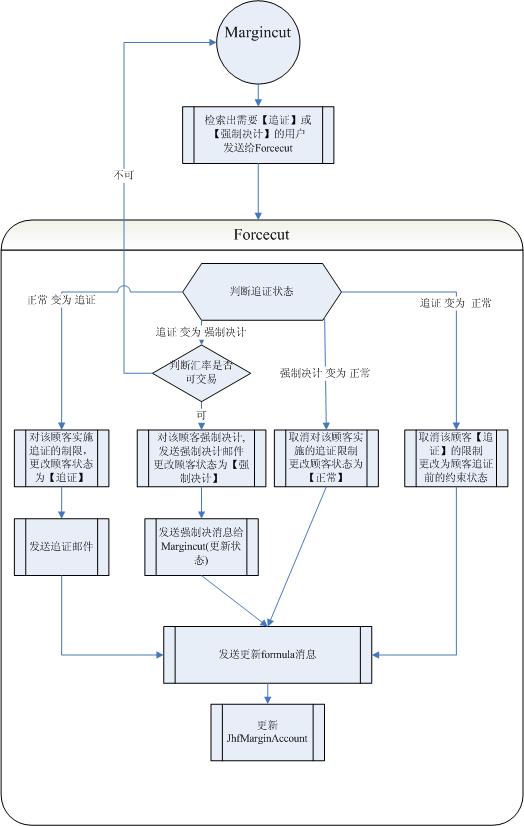 Margincut
检索出需要【追证】或
【强制决计】的用户
发送给Forcecut
不可
Forcecut
判断追证状态
正常 变为 追证
追证 变为 强制决计
强制决计 变为 正常
追证 变为 正常
判断汇率是否
可交易
可
对该顾客实施
追证的制限，
更改顾客状态
为【追证】
对该顾客强制决计,
发送强制决计邮件
更改顾客状态为【强
制决计】
取消对该顾客实
施的追证限制
更改顾客状态为
【正常】
取消该顾客【追
证】的限制
更改为顾客追证
前的约束状态
发送追证邮件
发送强制决消息给
Margincut(更新状
态)
发送更新formula消息
更新
JhfMarginAccount